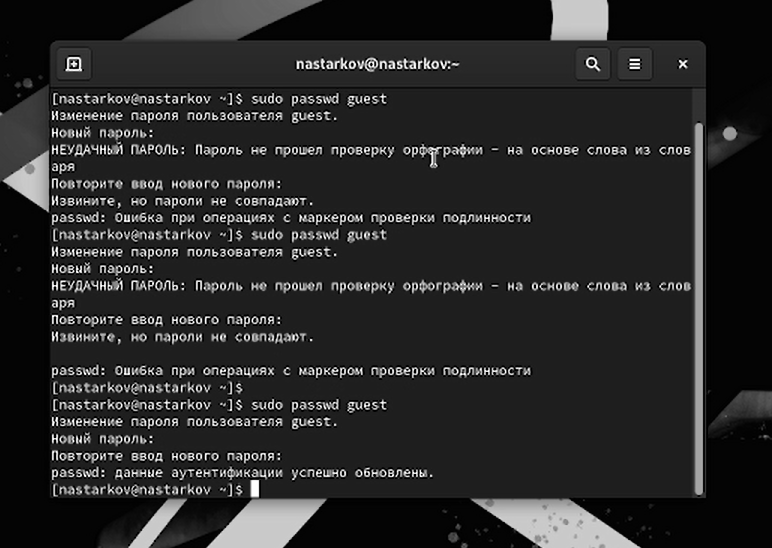 nastarkov@nastarkov:~
[nastarkov@nastarkov ~]$ sudo passwd guest
Изменение пароля пользователя guest.
Новый пароль:
НЕУДАЧНЫЙ ПАРОЛЬ: Пароль не прошел проверку орфографии - на основе слова из слов
аря
Повторите ввод нового пароля:
Извините, но пароли не совпадают.
passwd: Ошибка при операциях с маркером проверки подлинности
[nastarkov@nastarkov ~]$ sudo passwd guest
Изменение пароля пользователя guest.
Новый пароль:
НЕУДАЧНЫЙ ПАРОЛЬ: Пароль не прошел проверку орфографии - на основе слова из слов
аря
Повторите ввод нового пароля:
Извините, но пароли не совпадают.
passwd: Ошибка при операциях с маркером проверки подлинности
[nastarkov@nastarkov ~]$
[nastarkov@nastarkov ~]$ sudo passwd guest
Изменение пароля пользователя guest.
Новый пароль:
Повторите ввод нового пароля:
passwd: данные аутентификации успешно обновлены.
[nastarkov@nastarkov ~]$